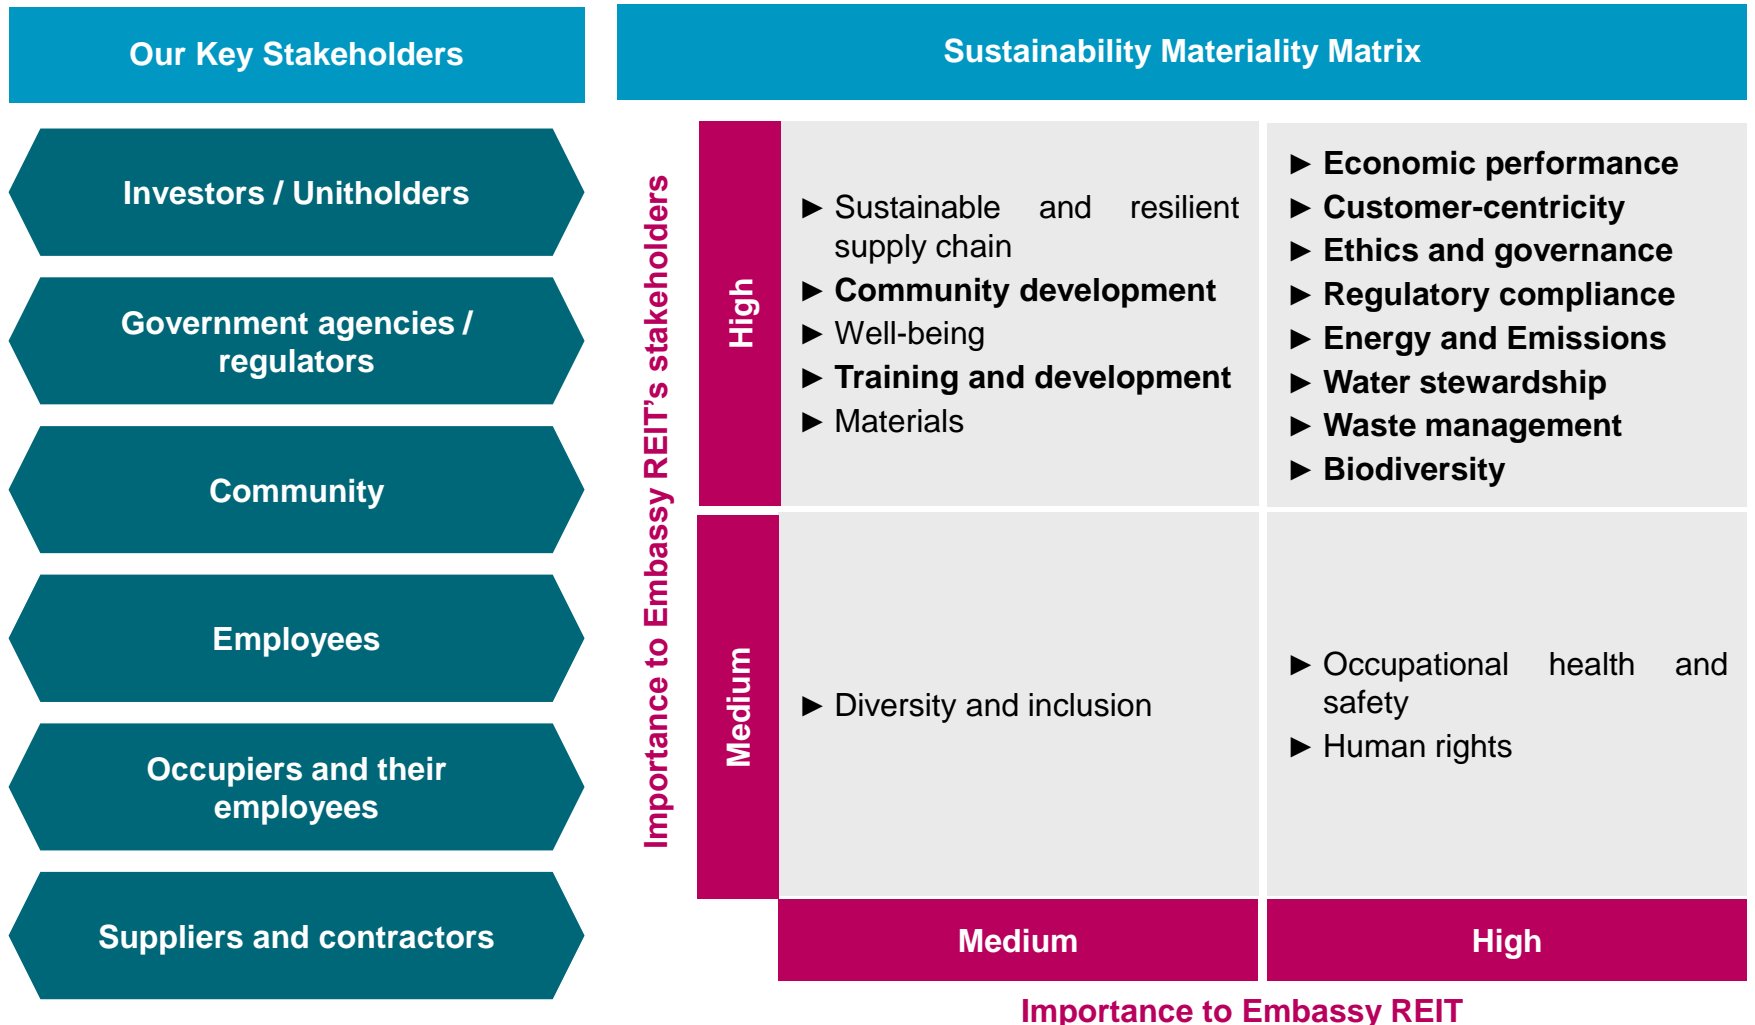 Our Key Stakeholders
Investors / Unitholders
Government agencies /
regulators
Community
Employees
Occupiers and their
employees
Suppliers and contractors
Sustainability Materiality Matrix
Importance to Embassy REIT's stakeholders
High
► Sustainable and resilient
supply chain
► Community development
► Well-being
► Training and development
► Materials
► Economic performance
► Customer-centricity
► Ethics and governance
► Regulatory compliance
► Energy and Emissions
► Water stewardship
► Waste management
► Biodiversity
Medium
► Diversity and inclusion
► Occupational health and
safety
► Human rights
Medium
High
Importance to Embassy REIT